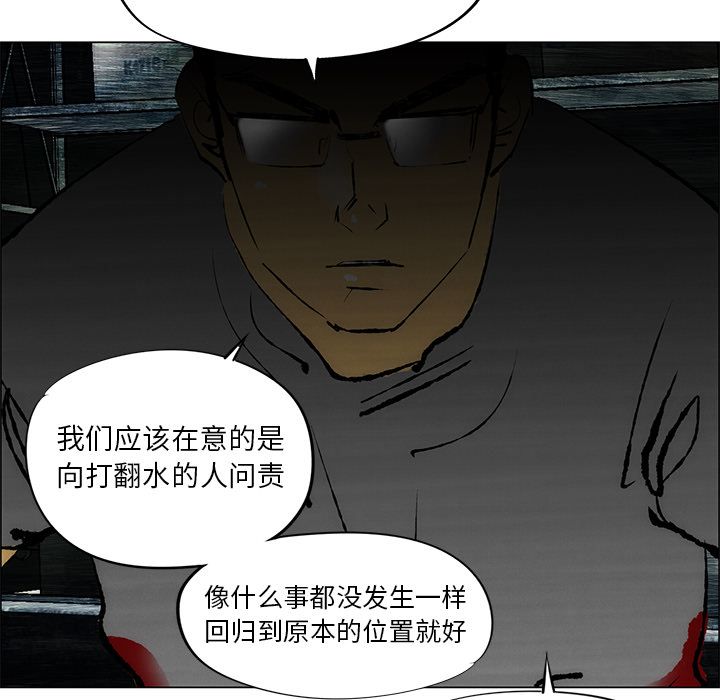 我们应该在意的是
向打翻水的人问责
像什么事都没发生一样
回归到原本的位置就好